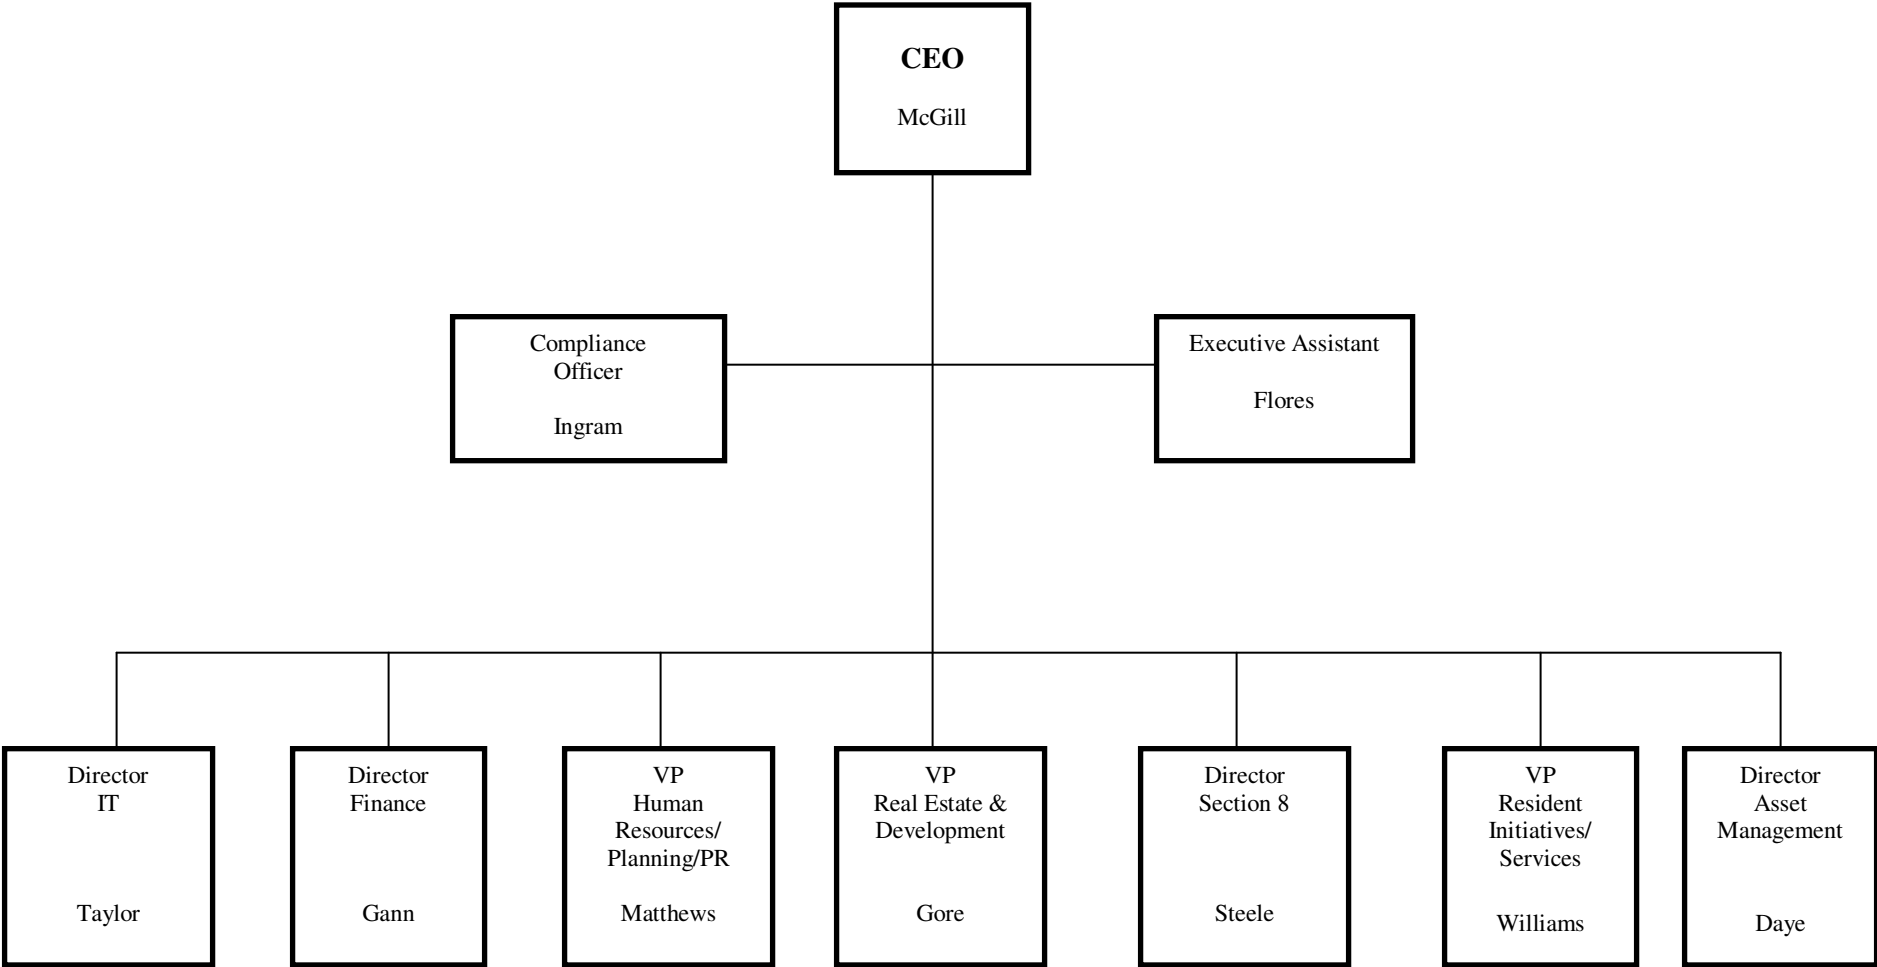 CEO
McGill
Compliance
Officer
Ingram
Executive Assistant
Flores
Director
IT
Taylor
Director
Finance
Gann
VP
Human
Resources/
Planning/PR
Matthews
VP
Real Estate &
Development
Gore
Director
Section 8
Steele
VP
Resident
Initiatives/
Services
Williams
Director
Asset
Management
Daye